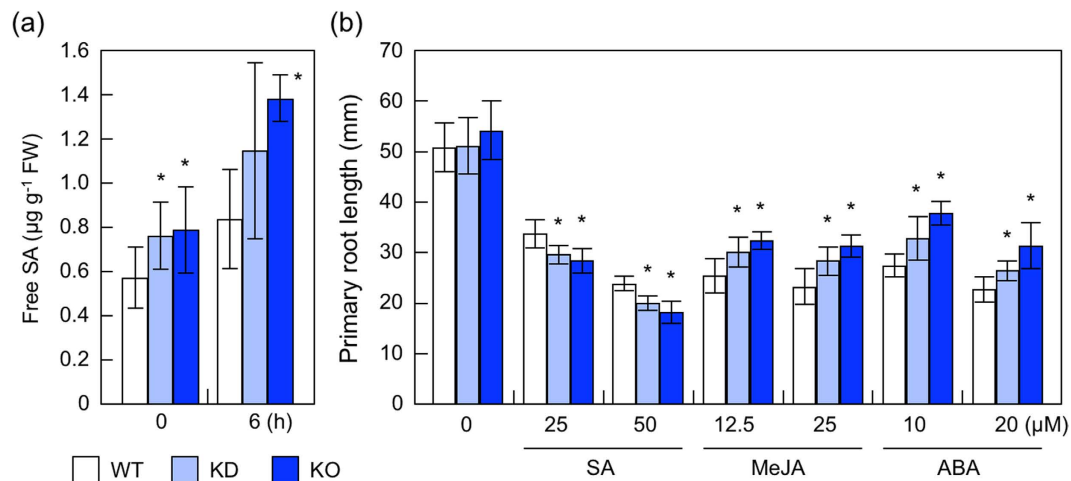 (a)
Free SA (µg g-1 FW)
1.6
1.4
1.2
1.0
0.8
0.6
0.4
0.2
0
* * *
0 6 (h)
WT KD KO
(b)
Primary root length (mm)
70
60
50
40
30
20
10
0
* * * * * * * * * * * *
0 25 50 12.5 25 10 20 (µM)
SA MeJA ABA